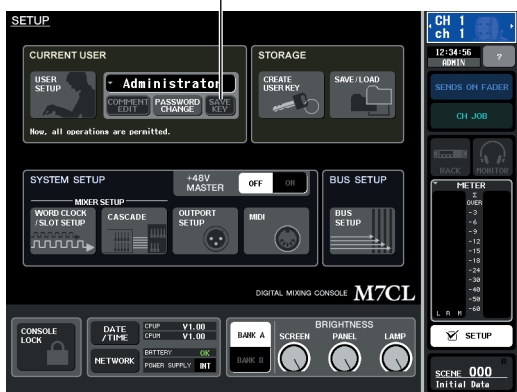 SETUP
CURRENT USER
USER
SETUP
Administrator
COMMENT
EDIT
PASSWORD
CHANGE
SAVE
KEY
Now, all operations are permitted.
STORAGE
CREATE
USER KEY
SAVE/LOAD
SYSTEM SETUP
+48V
MASTER
OFF
ON
MIXER SETUP
WORD CLOCK
/SLOT SETUP
CASCADE
OUTPORT
SETUP
MIDI
BUS SETUP
BUS
SETUP
DIGITAL MIXING CONSOLE M7CL
CONSOLE
LOCK
DATE
/TIME
NETWORK
CPUP V1.00
CPUM V1.00
BATTERY OK
POWER SUPPLY INT
BANK A
BANK B
BRIGHTNESS
SCREEN
PANEL
LAMP
CH 1
ch 1
12:34:56
ADMIN
?
SENDS ON FADER
CH JOB
RACK
MONITOR
METER
Σ
OVER
-3
-6
-9
-12
-15
-18
-24
-30
-40
-50
-60
L R M
SETUP
R
SCENE 000
Initial Data